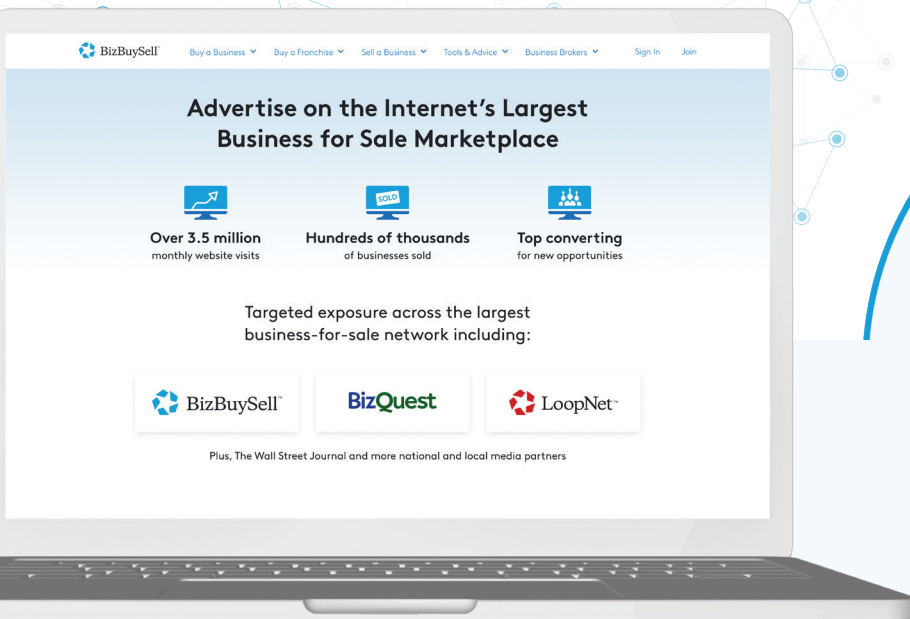 BizBuySell™
Buy a Business Buy a Franchise Sell a Business Tools & Advice Business Brokers Sign In Join
Advertise on the Internet's Largest
Business for Sale Marketplace
SOLD
Over 3.5 million
monthly website visits
Hundreds of thousands
of businesses sold
Top converting
for new opportunities
Targeted exposure across the largest
business-for-sale network including:
BizBuySell™
BizQuest
LoopNet™
Plus, The Wall Street Journal and more national and local media partners